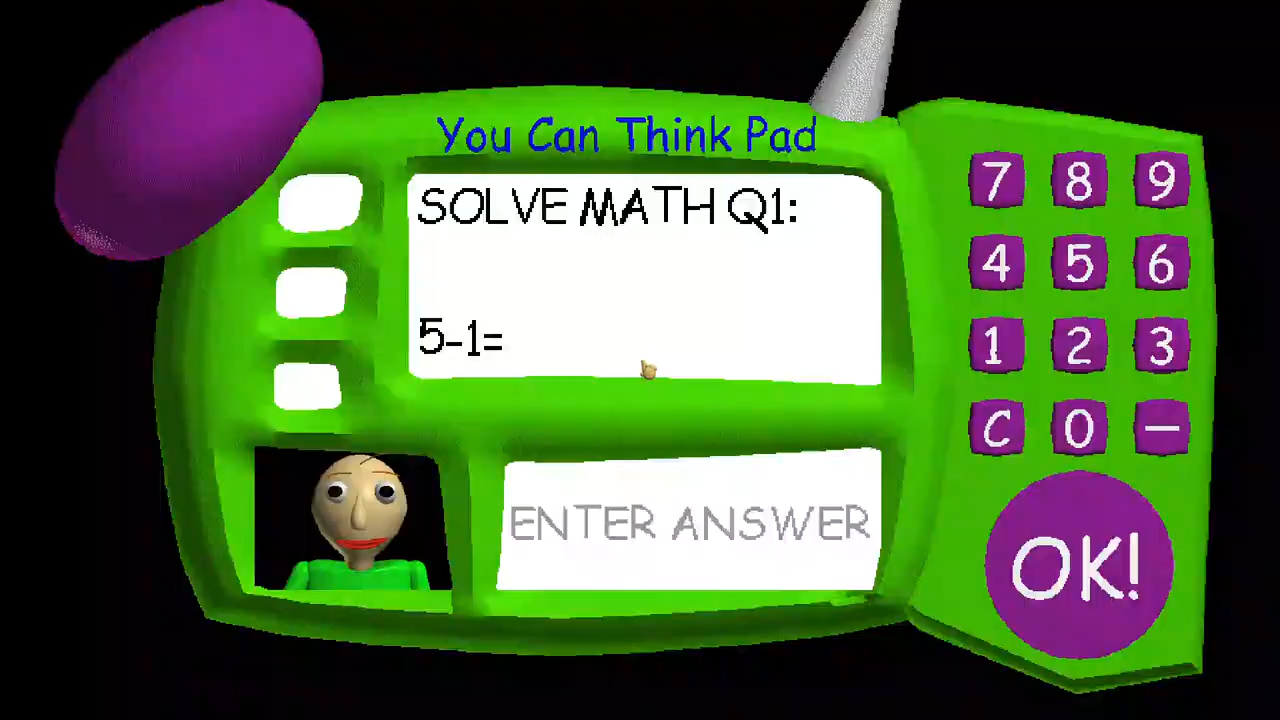 You Can Think Pad
SOLVE MATH Q1:
5-1=
ENTER ANSWER
7 8 9
4 5 6
1 2 3
C 0 —
OK!